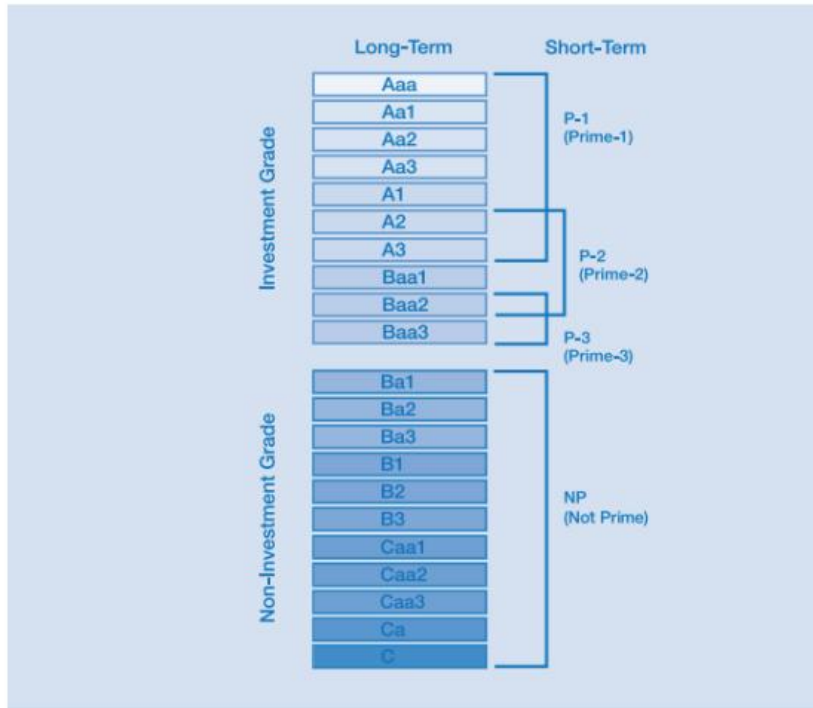 Long-Term
Short-Term
Investment Grade
Aaa
Aa1
Aa2
Aa3
A1
A2
A3
Baa1
Baa2
Baa3
P-1
(Prime-1)
P-2
(Prime-2)
P-3
(Prime-3)
Non-Investment Grade
Ba1
Ba2
Ba3
B1
B2
B3
Caa1
Caa2
Caa3
Ca
C
NP
(Not Prime)